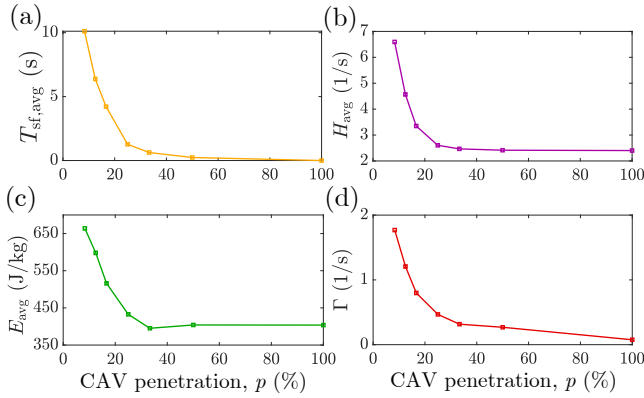 (a)
10
5
0
T_sf,avg (s)
0 20 40 60 80 100
(b)
7
6
5
4
3
2
H_avg (1/s)
0 20 40 60 80 100
(c)
650
550
450
350
E_avg (J/kg)
0 20 40 60 80 100
CAV penetration, p (%)
(d)
2
1
0
Γ (1/s)
0 20 40 60 80 100
CAV penetration, p (%)